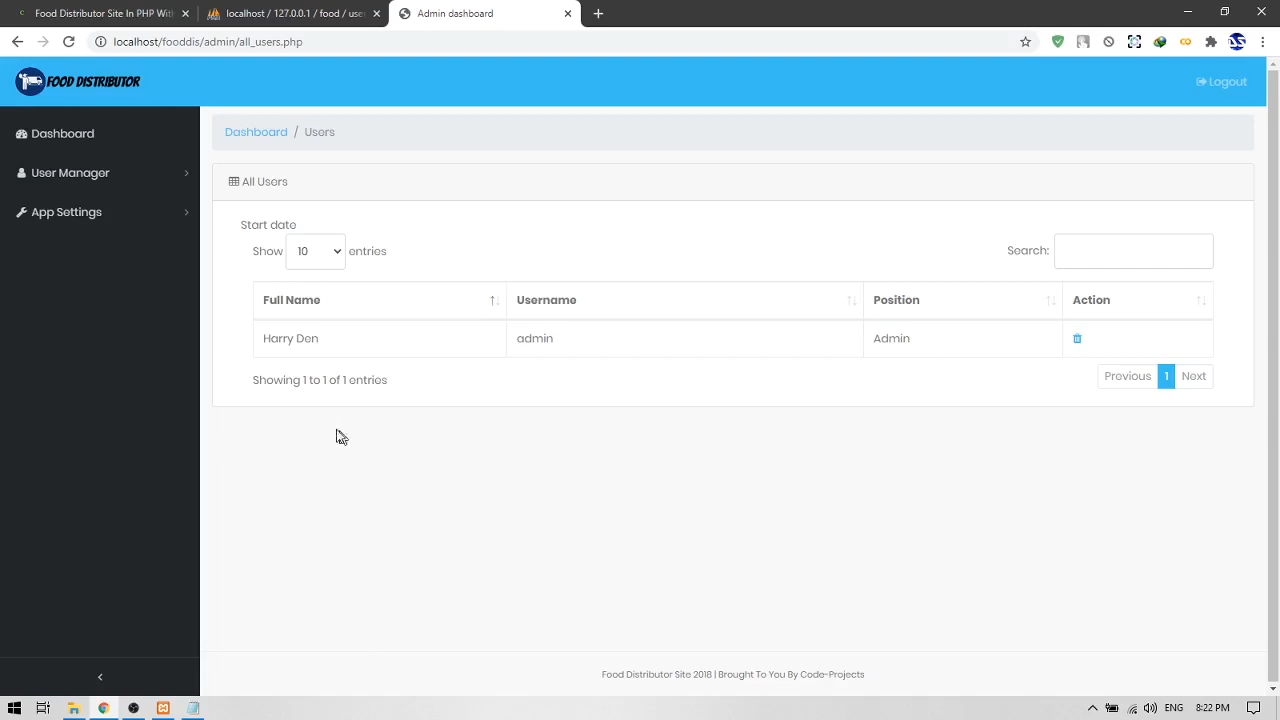 Food Distributor Site In PHP With
localhost / 127.0.0.1 / food / use
Admin dashboard
localhost/fooddis/admin/all_users.php
FOOD DISTRIBUTOR
Logout
Dashboard
User Manager
App Settings
Dashboard / Users
All Users
Start date
Show 10 entries
Search:
Full Name Username Position Action
Harry Den admin Admin
Showing 1 to 1 of 1 entries
Previous 1 Next
Food Distributor Site 2018 | Brought To You By Code-Projects
ENG 8:22 PM